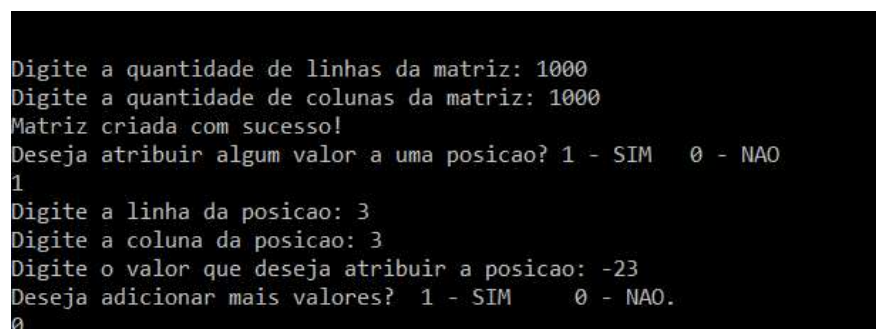 Digite a quantidade de linhas da matriz: 1000
Digite a quantidade de colunas da matriz: 1000
Matriz criada com sucesso!
Deseja atribuir algum valor a uma posicao? 1 - SIM   0 - NAO
1
Digite a linha da posicao: 3
Digite a coluna da posicao: 3
Digite o valor que deseja atribuir a posicao: -23
Deseja adicionar mais valores?  1 - SIM     0 - NAO.
0